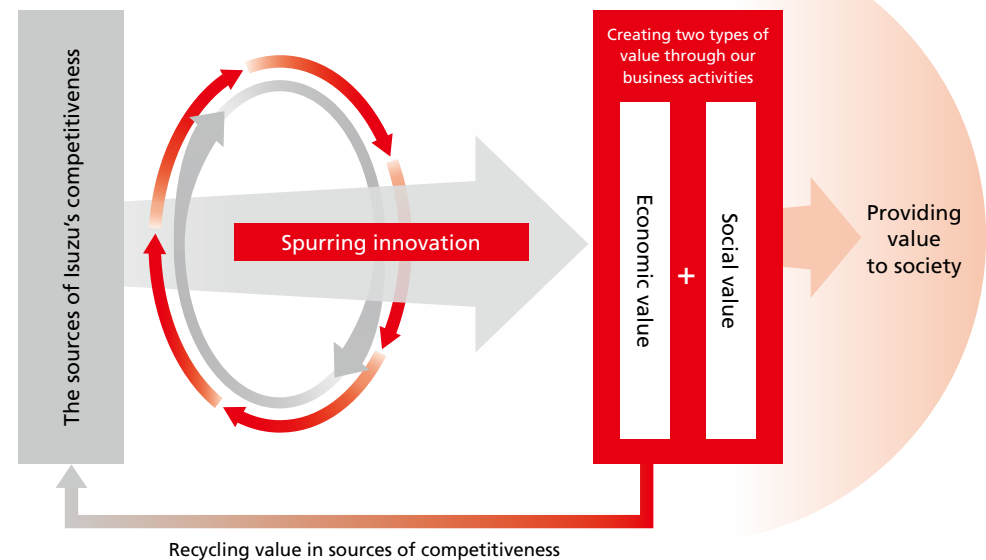 The sources of Isuzu's competitiveness
Spurring innovation
Creating two types of
value through our
business activities
Economic value
+
Social value
Providing
value
to society
Recycling value in sources of competitiveness